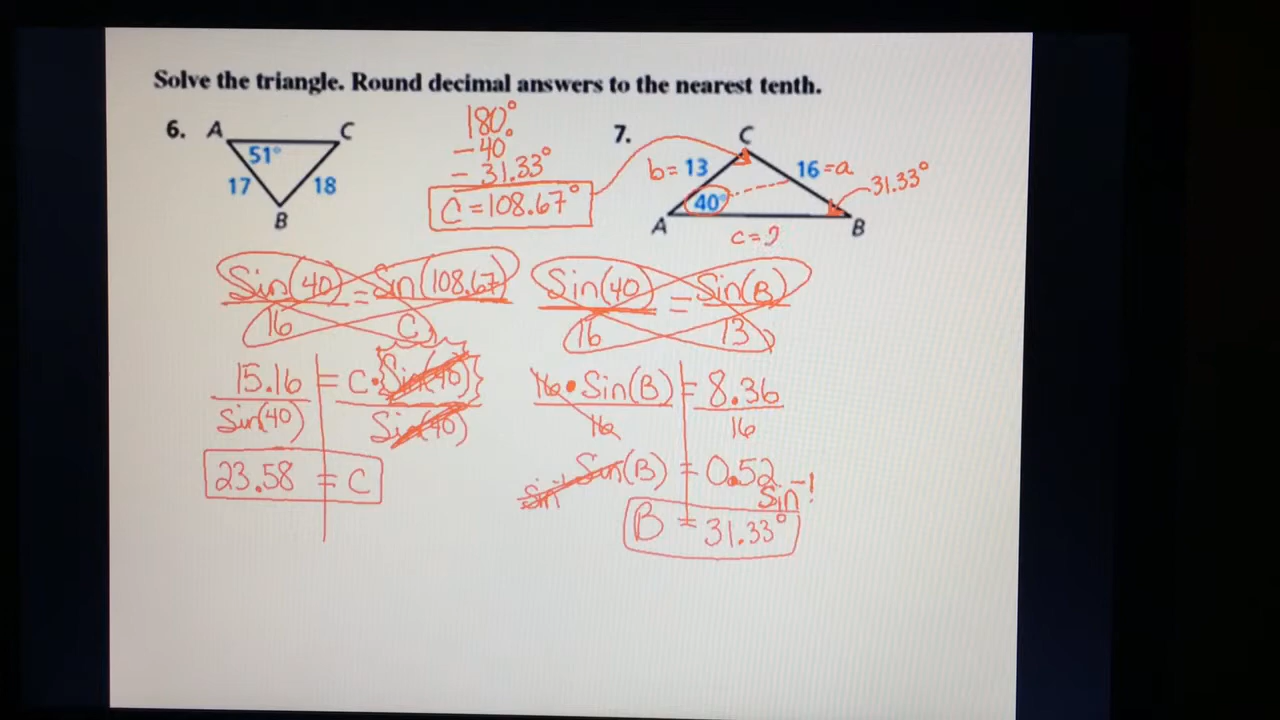 Solve the triangle. Round decimal answers to the nearest tenth.
6. A C
51°
17 18
B
180°
- 40
- 31.33°
C = 108.67°
7. C
b = 13 16 = a
40° 31.33°
A B
c = ?
Sin(40) = Sin(108.67)
16 C
15.16 = C • Sin(40)
Sin(40) Sin(40)
23.58 = C
Sin(40) = Sin(B)
16 13
16 • Sin(B) = 8.36
16 16
Sin⁻¹ Sin(B) = 0.52
Sin⁻¹
B = 31.33°